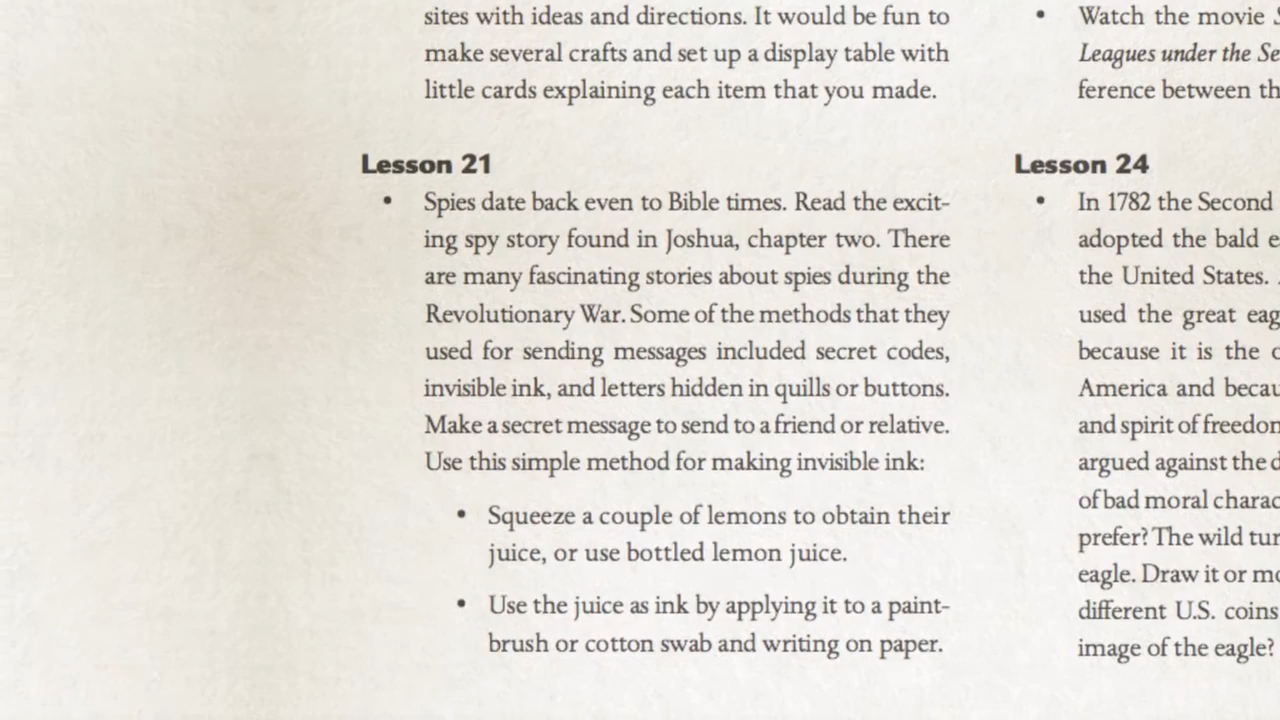 sites with ideas and directions. It would be fun to
make several crafts and set up a display table with
little cards explaining each item that you made.
Lesson 21
• Spies date back even to Bible times. Read the excit-
ing spy story found in Joshua, chapter two. There
are many fascinating stories about spies during the
Revolutionary War. Some of the methods that they
used for sending messages included secret codes,
invisible ink, and letters hidden in quills or buttons.
Make a secret message to send to a friend or relative.
Use this simple method for making invisible ink:
• Squeeze a couple of lemons to obtain their
juice, or use bottled lemon juice.
• Use the juice as ink by applying it to a paint-
brush or cotton swab and writing on paper.
• Watch the movie
Leagues under the
ference between
Lesson 24
• In 1782 the Second
adopted the bald
the United States.
used the great
because it is the
America and
and spirit of
argued against the
of bad moral
prefer? The wild
eagle. Draw it or
different U.S. coins
image of the eagle?